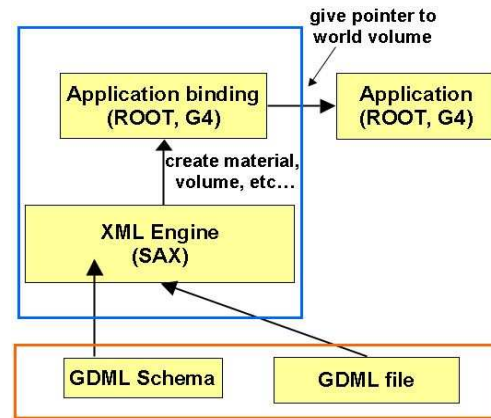 give pointer to
world volume
Application binding
(ROOT, G4)
Application
(ROOT, G4)
create material,
volume, etc...
XML Engine
(SAX)
GDML Schema
GDML file